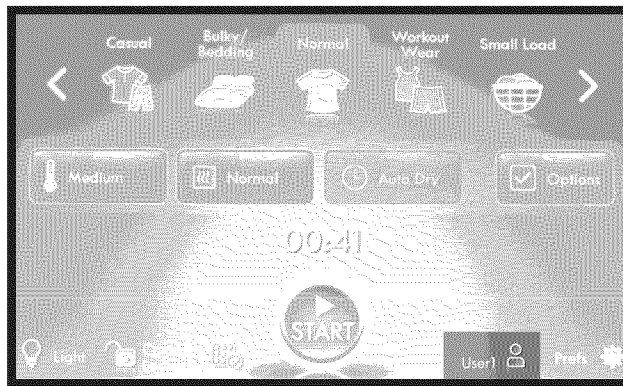 Casual
Bulky/
Bedding
Normal
Workout
Wear
Small Load
Medium
Normal
Auto Dry
Options
00:41
START
Light
User1
Prefs